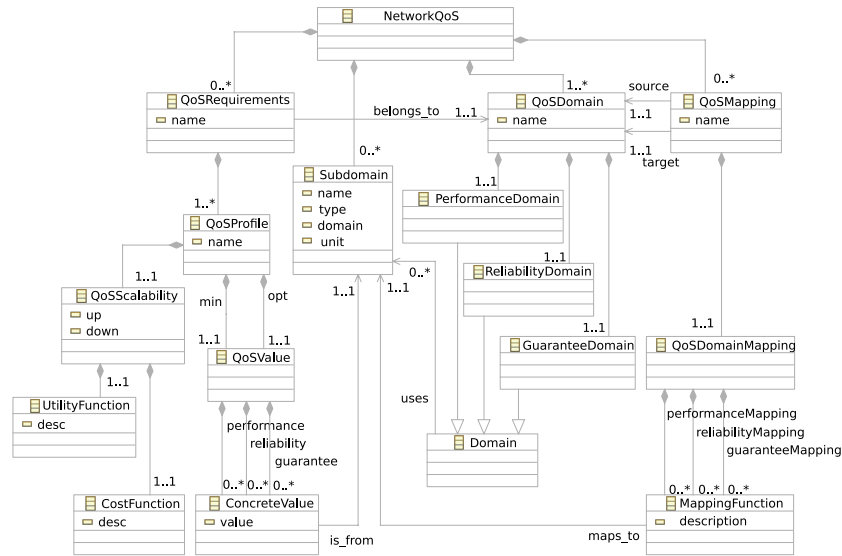 NetworkQoS
0..*
1..*
source
0..*
QoSRequirements
name
belongs_to
1..1
QoSDomain
name
1..1
QoSMapping
name
1..1
target
0..*
Subdomain
name
type
domain
unit
1..1
PerformanceDomain
1..*
QoSProfile
name
1..1
min
opt
1..1
1..1
0..*
ReliabilityDomain
1..1
QoSScalability
up
down
1..1
1..1
QoSValue
1..1
GuaranteeDomain
1..1
QoSDomainMapping
1..1
UtilityFunction
desc
uses
performance
reliability
guarantee
performanceMapping
reliabilityMapping
guaranteeMapping
Domain
1..1
0..*
0..*
0..*
0..*
0..*
0..*
CostFunction
desc
ConcreteValue
value
is_from
maps_to
MappingFunction
description